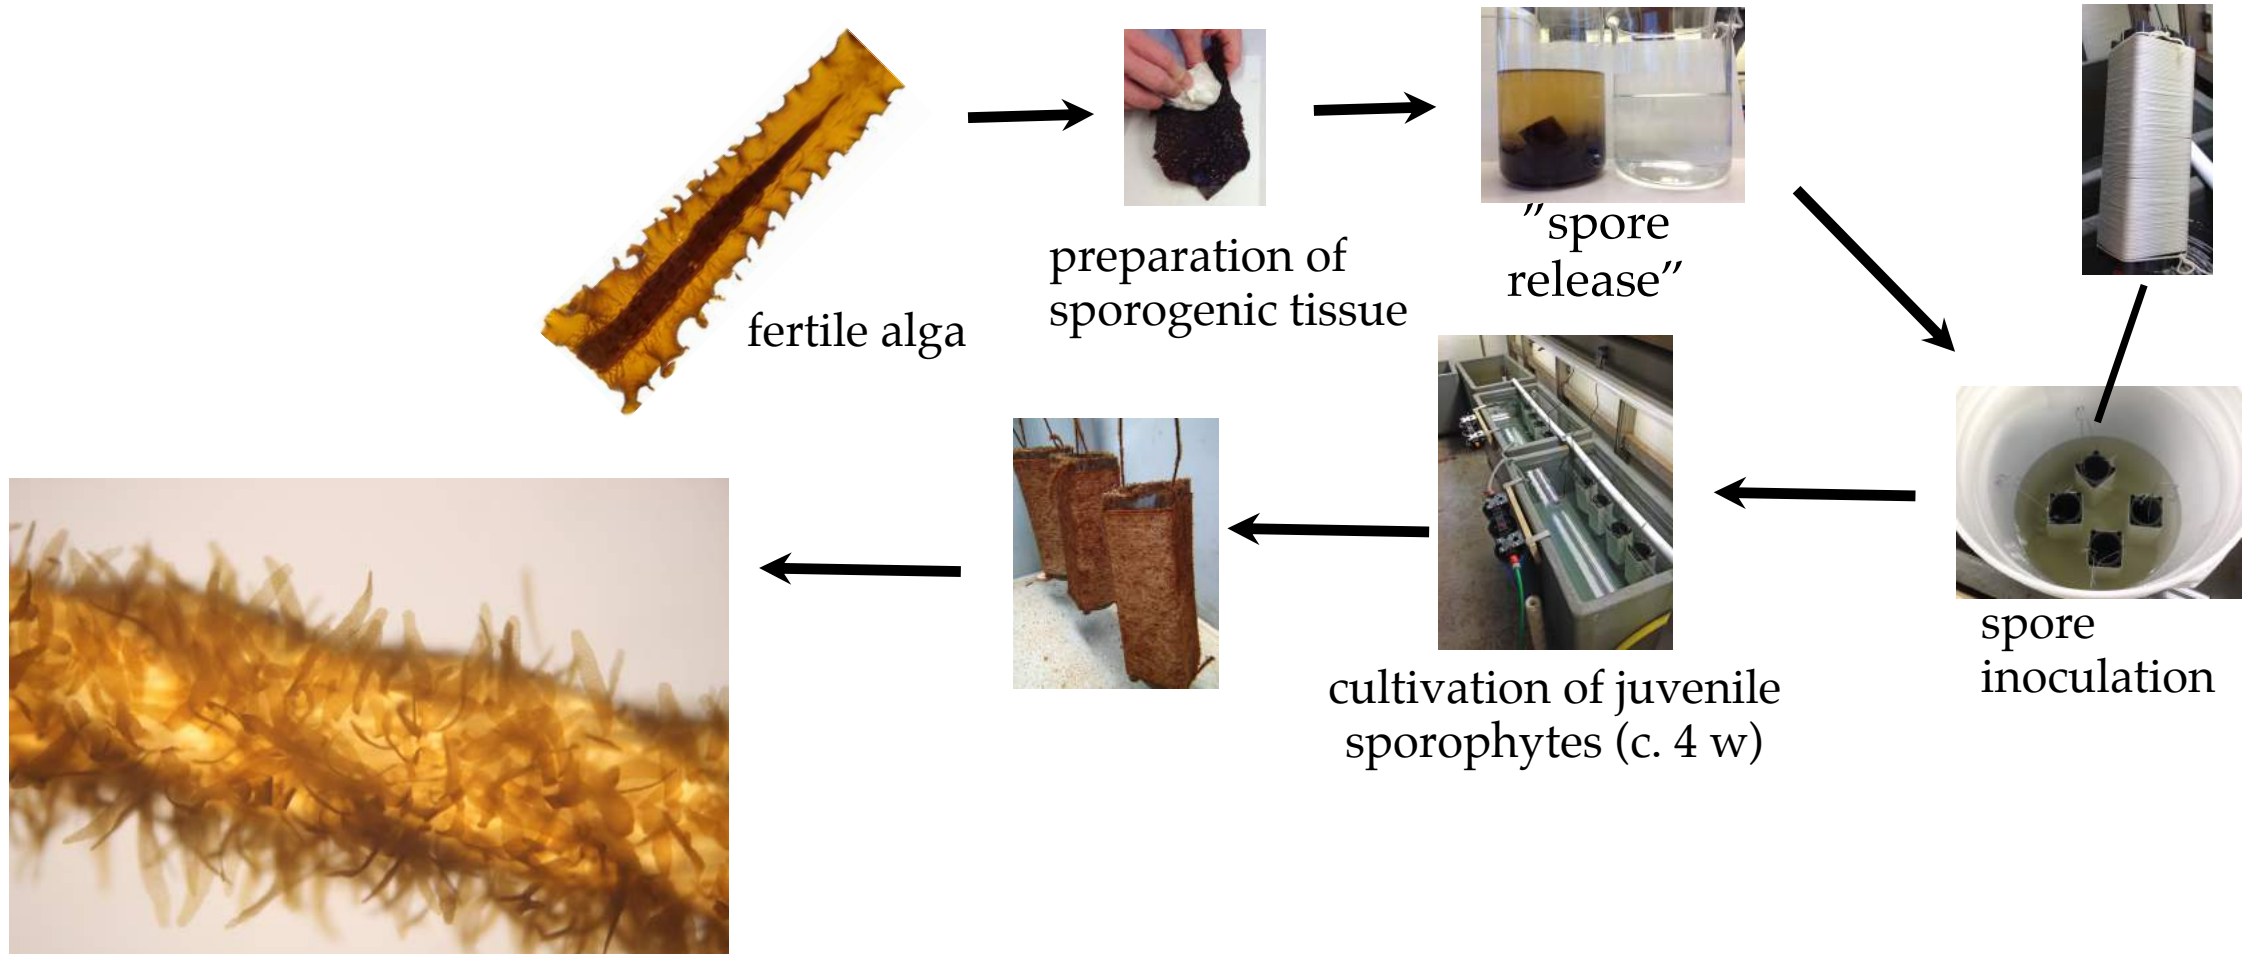 fertile alga
preparation of
sporogenic tissue
”spore
release”
spore
inoculation
cultivation of juvenile
sporophytes (c. 4 w)